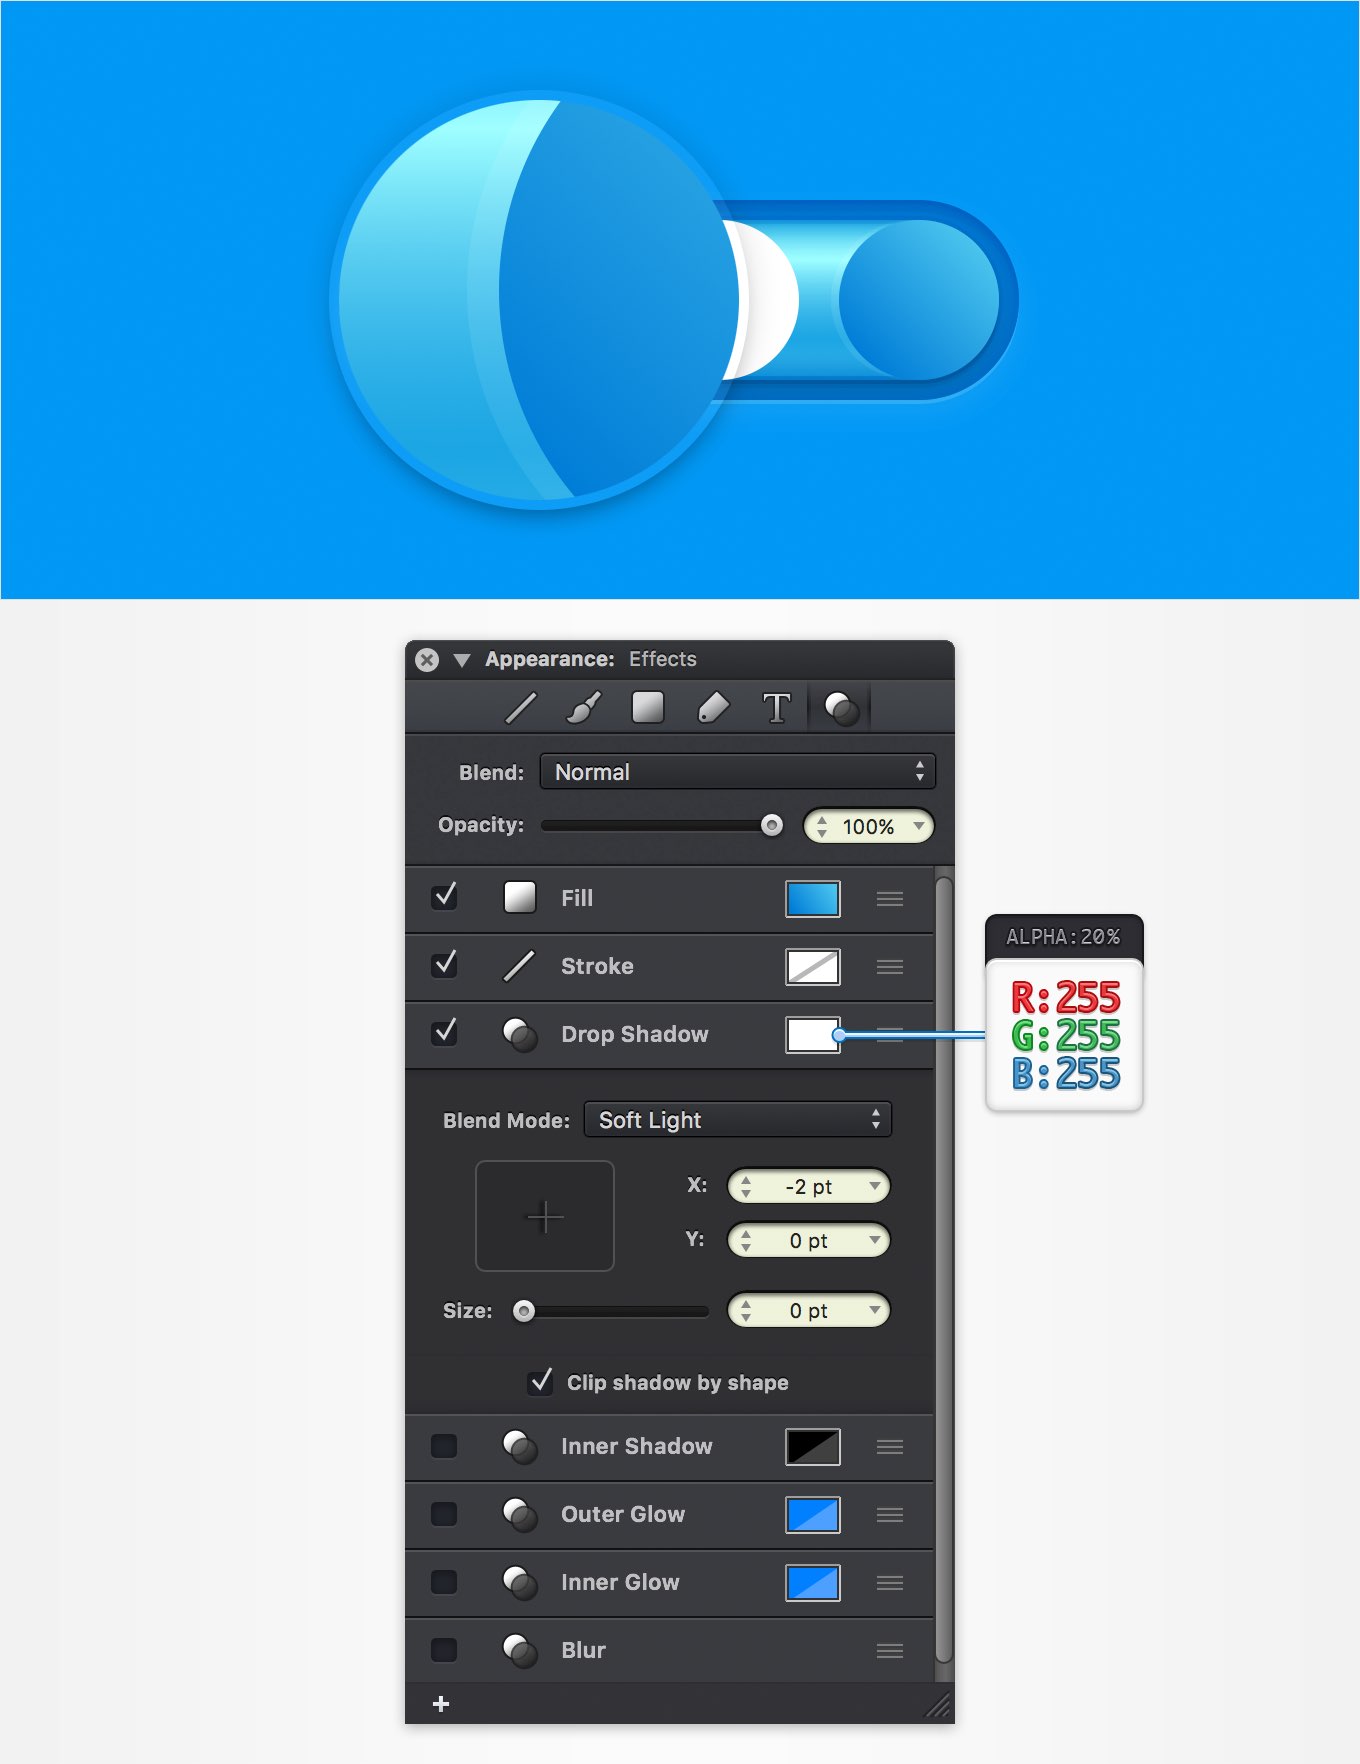 Appearance: Effects
T
Blend: Normal
Opacity: 100%
Fill
ALPHA:20%
Stroke
R:255
Drop Shadow
G:255
B:255
Blend Mode: Soft Light
X: -2 pt
Y: 0 pt
Size: 0 pt
Clip shadow by shape
Inner Shadow
Outer Glow
Inner Glow
Blur